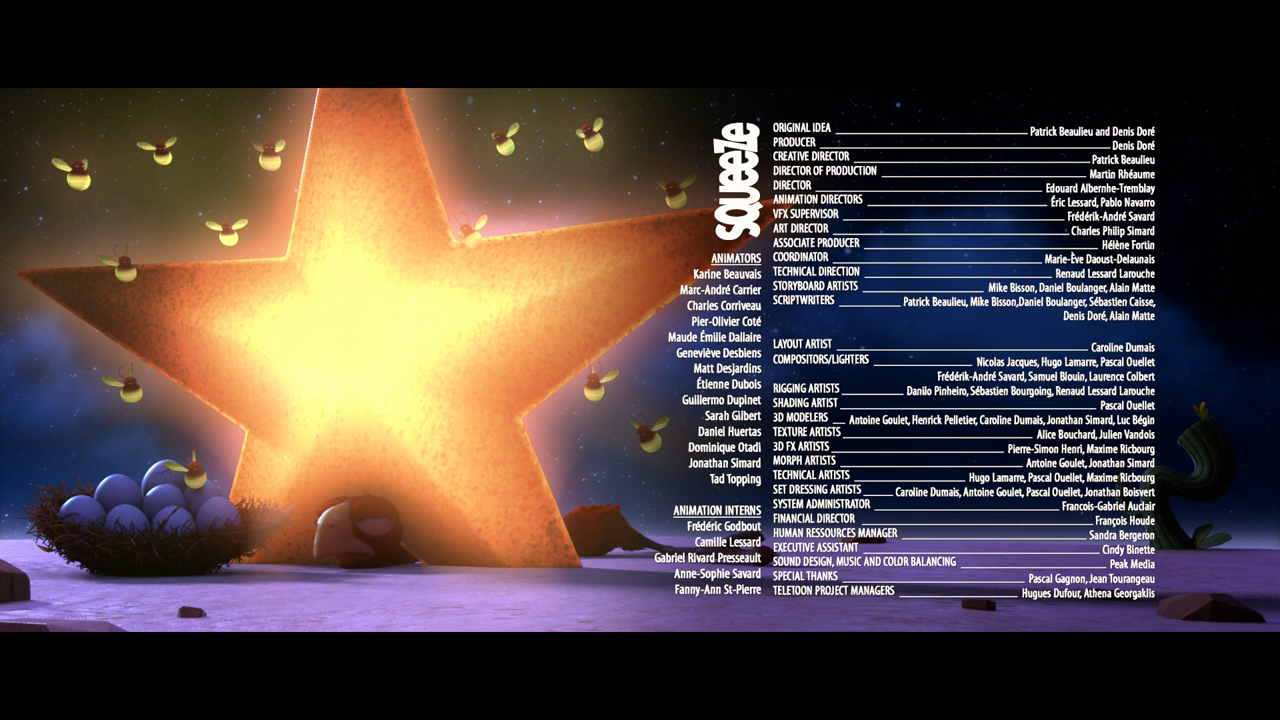 squeeze
ANIMATORS
Karine Beauvais
Marc-André Carrier
Charles Corriveau
Pier-Olivier Coté
Maude Émilie Dallaire
Geneviève Desbiens
Matt Desjardins
Étienne Dubois
Guillermo Dupinet
Sarah Gilbert
Daniel Huertas
Dominique Otadi
Jonathan Simard
Tad Topping
ANIMATION INTERNS
Frédéric Godbout
Camille Lessard
Gabriel Rivard Presseault
Anne-Sophie Savard
Fanny-Ann St-Pierre
ORIGINAL IDEA Patrick Beaulieu and Denis Doré
PRODUCER Denis Doré
CREATIVE DIRECTOR Patrick Beaulieu
DIRECTOR OF PRODUCTION Martin Rhéaume
DIRECTOR Edouard Albernhe-Tremblay
ANIMATION DIRECTORS Éric Lessard, Pablo Navarro
VFX SUPERVISOR Frédérik-André Savard
ART DIRECTOR Charles Philip Simard
ASSOCIATE PRODUCER Hélène Fortin
COORDINATOR Marie-Ève Daoust-Delaunais
TECHNICAL DIRECTION Renaud Lessard Larouche
STORYBOARD ARTISTS Mike Bisson, Daniel Boulanger, Alain Matte
SCRIPTWRITERS Patrick Beaulieu, Mike Bisson,Daniel Boulanger, Sébastien Caisse,
Denis Doré, Alain Matte
LAYOUT ARTIST Caroline Dumais
COMPOSITORS/LIGHTERS Nicolas Jacques, Hugo Lamarre, Pascal Ouellet
Frédérik-André Savard, Samuel Blouin, Laurence Colbert
RIGGING ARTISTS Danilo Pinheiro, Sébastien Bourgoing, Renaud Lessard Larouche
SHADING ARTIST Pascal Ouellet
3D MODELERS Antoine Goulet, Henrick Pelletier, Caroline Dumais, Jonathan Simard, Luc Bégin
TEXTURE ARTISTS Alice Bouchard, Julien Vandois
3D FX ARTISTS Pierre-Simon Henri, Maxime Ricbourg
MORPH ARTISTS Antoine Goulet, Jonathan Simard
TECHNICAL ARTISTS Hugo Lamarre, Pascal Ouellet, Maxime Ricbourg
SET DRESSING ARTISTS Caroline Dumais, Antoine Goulet, Pascal Ouellet, Jonathan Boisvert
SYSTEM ADMINISTRATOR Francois-Gabriel Auclair
FINANCIAL DIRECTOR François Houde
HUMAN RESSOURCES MANAGER Sandra Bergeron
EXECUTIVE ASSISTANT Cindy Binette
SOUND DESIGN, MUSIC AND COLOR BALANCING Peak Media
SPECIAL THANKS Pascal Gagnon, Jean Tourangeau
TELETOON PROJECT MANAGERS Hugues Dufour, Athena Georgaklis